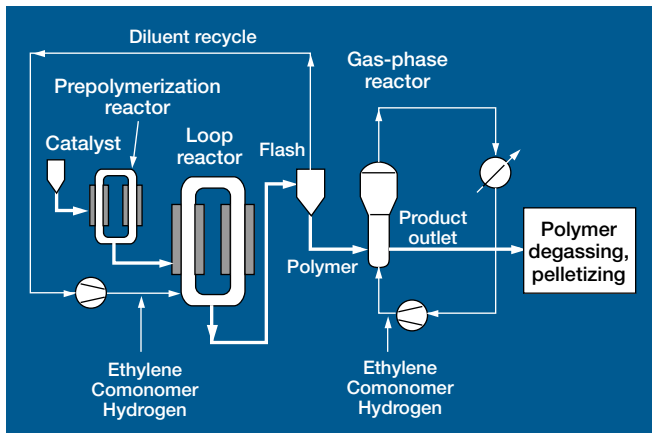 Diluent recycle
Gas-phase
reactor
Prepolymerization
reactor
Catalyst
Loop
reactor
Flash
Product
outlet
Polymer
Polymer
degassing,
pelletizing
Ethylene
Comonomer
Hydrogen
Ethylene
Comonomer
Hydrogen